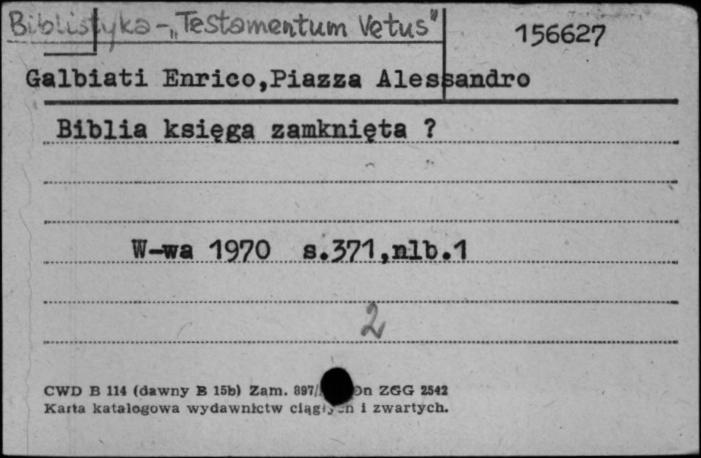 Biblistyka - „Testamentum Vetus"
156627
Galbiati Enrico,Piazza Alessandro
Biblia księga zamknięta ?
W-wa 1970 s.371,nlb.1
2
CWD B 114 (dawny B 15b) Zam. 897/ ZGG 2542
Karta katalogowa wydawnictw ciągłych i zwartych.